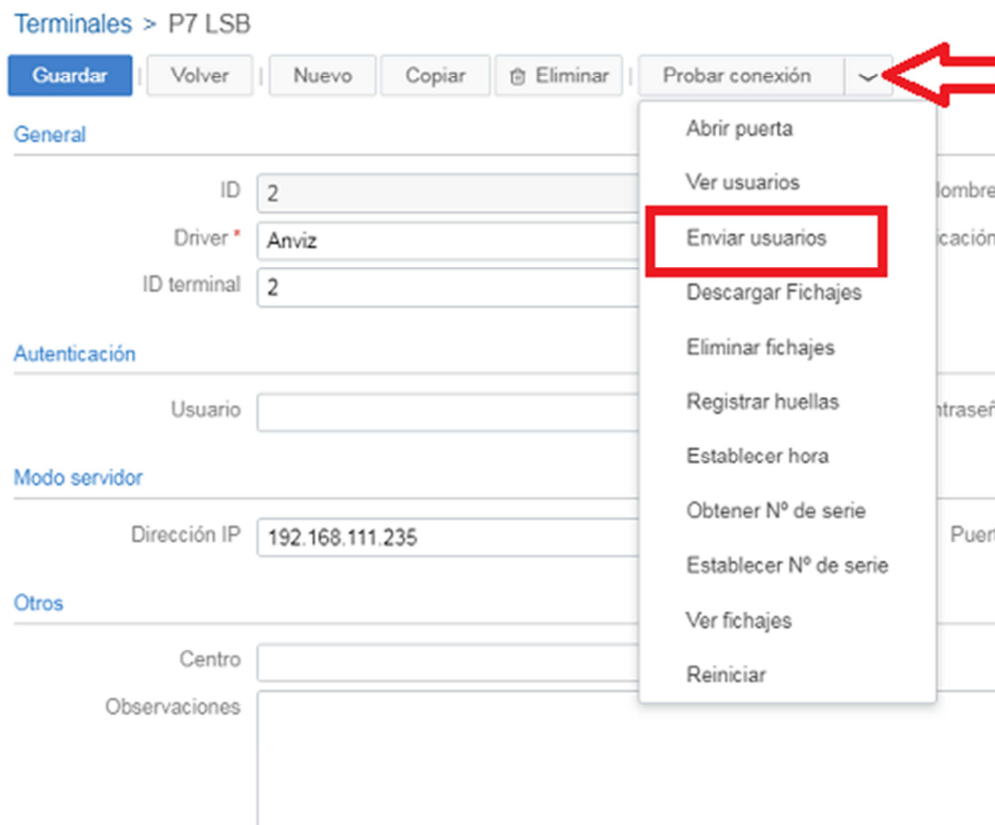 Terminales > P7 LSB
Guardar Volver Nuevo Copiar Eliminar Probar conexión
General
Abrir puerta
Ver usuarios
Enviar usuarios
Descargar Fichajes
Eliminar fichajes
Registrar huellas
Establecer hora
Obtener Nº de serie
Establecer Nº de serie
Ver fichajes
Reiniciar
ID 2
Driver * Anviz
ID terminal 2
Autenticación
Usuario
Modo servidor
Dirección IP 192.168.111.235
Otros
Centro
Observaciones